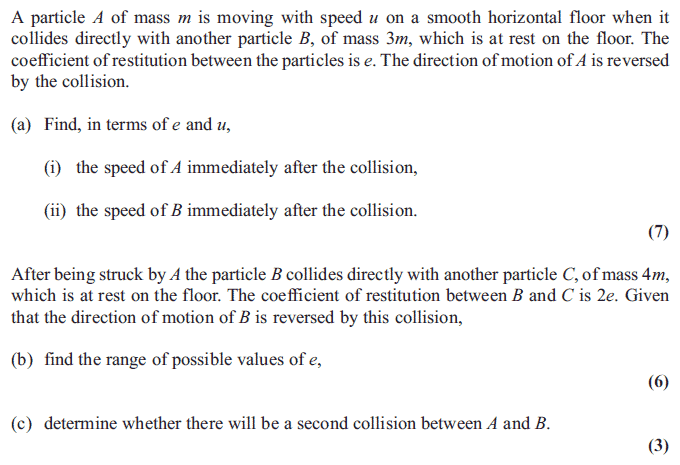 A particle A of mass m is moving with speed u on a smooth horizontal floor when it
collides directly with another particle B, of mass 3m, which is at rest on the floor. The
coefficient of restitution between the particles is e. The direction of motion of A is reversed
by the collision.
(a) Find, in terms of e and u,
(i) the speed of A immediately after the collision,
(ii) the speed of B immediately after the collision.
(7)
After being struck by A the particle B collides directly with another particle C, of mass 4m,
which is at rest on the floor. The coefficient of restitution between B and C is 2e. Given
that the direction of motion of B is reversed by this collision,
(b) find the range of possible values of e,
(6)
(c) determine whether there will be a second collision between A and B.
(3)